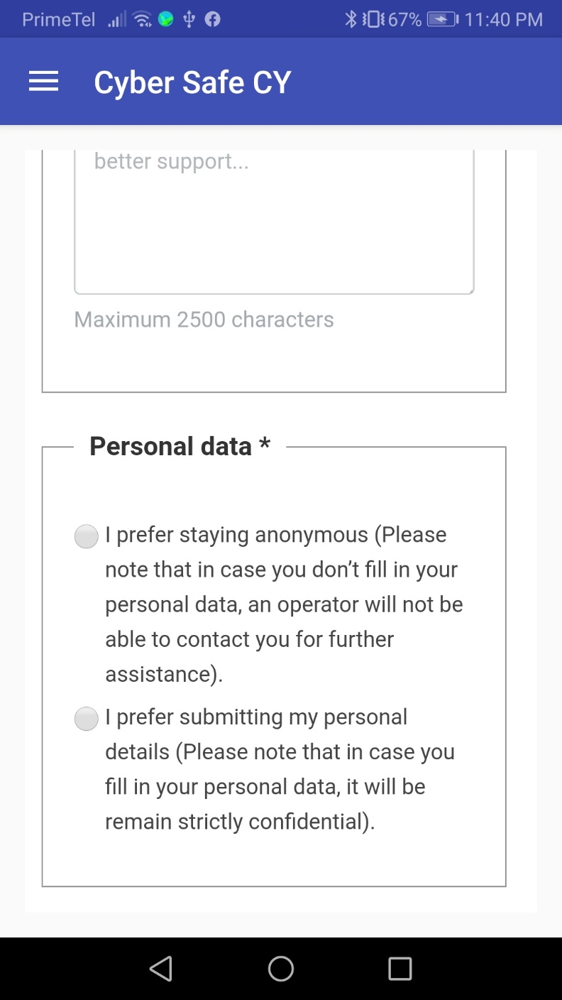 PrimeTel 67% 11:40 PM
Cyber Safe CY
better support...
Maximum 2500 characters
Personal data *
I prefer staying anonymous (Please
note that in case you don’t fill in your
personal data, an operator will not be
able to contact you for further
assistance).
I prefer submitting my personal
details (Please note that in case you
fill in your personal data, it will be
remain strictly confidential).